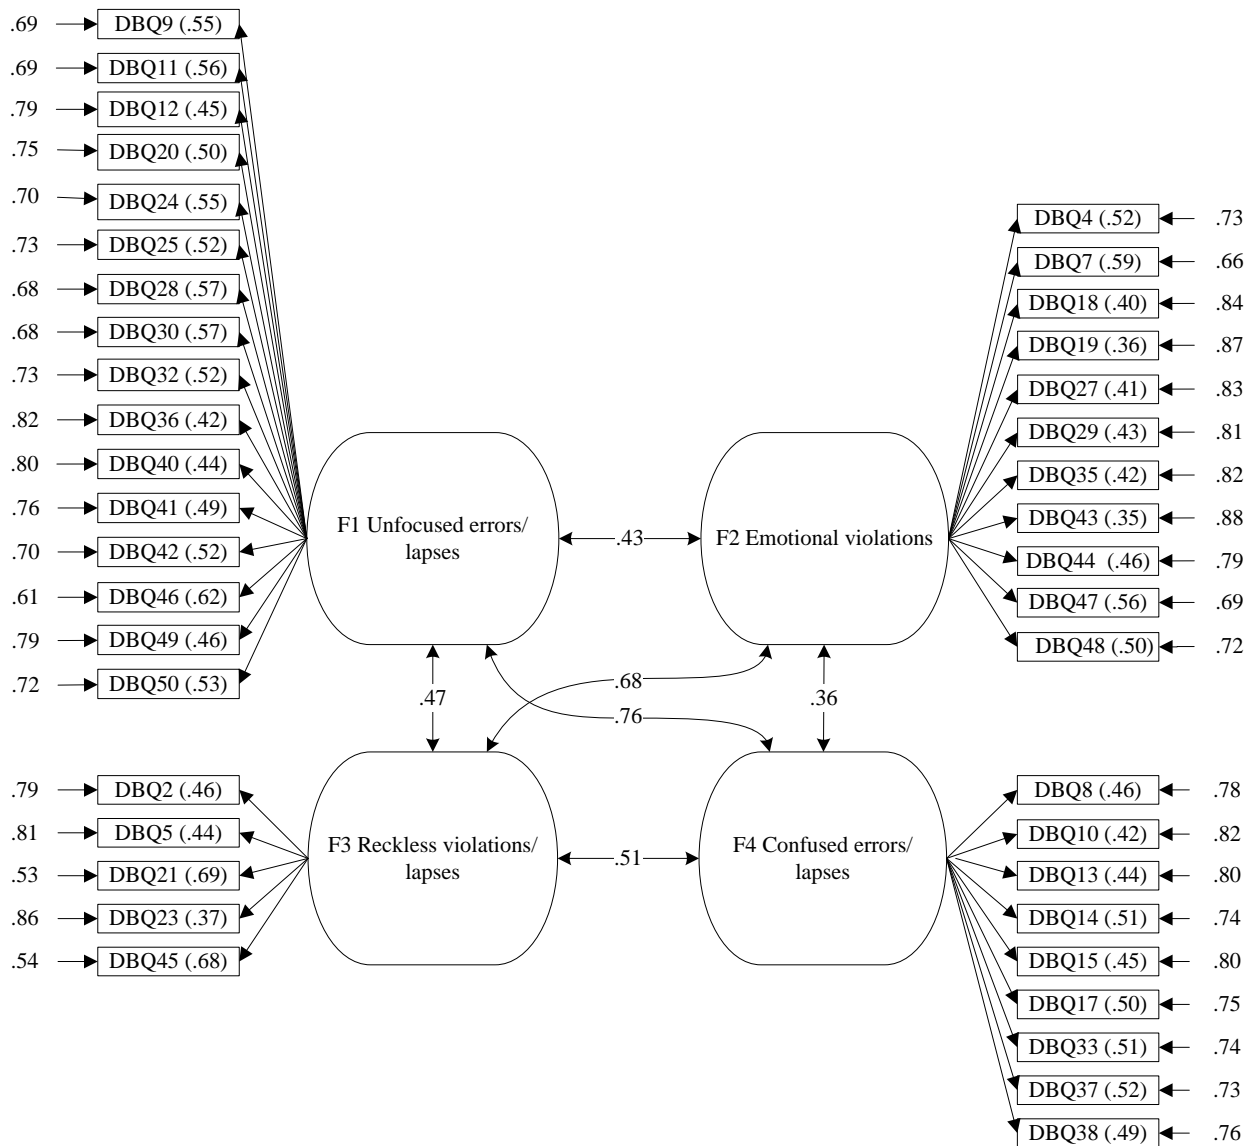 .69 DBQ9 (.55)
.69 DBQ11 (.56)
.79 DBQ12 (.45)
.75 DBQ20 (.50)
.70 DBQ24 (.55)
.73 DBQ25 (.52)
.68 DBQ28 (.57)
.68 DBQ30 (.57)
.73 DBQ32 (.52)
.82 DBQ36 (.42)
.80 DBQ40 (.44)
.76 DBQ41 (.49)
.70 DBQ42 (.52)
.61 DBQ46 (.62)
.79 DBQ49 (.46)
.72 DBQ50 (.53)
DBQ4 (.52) .73
DBQ7 (.59) .66
DBQ18 (.40) .84
DBQ19 (.36) .87
DBQ27 (.41) .83
DBQ29 (.43) .81
DBQ35 (.42) .82
DBQ43 (.35) .88
DBQ44 (.46) .79
DBQ47 (.56) .69
DBQ48 (.50) .72
F1 Unfocused errors/
lapses
.43
F2 Emotional violations
.47
.68
.76
.36
.79 DBQ2 (.46)
.81 DBQ5 (.44)
.53 DBQ21 (.69)
.86 DBQ23 (.37)
.54 DBQ45 (.68)
F3 Reckless violations/
lapses
.51
F4 Confused errors/
lapses
DBQ8 (.46) .78
DBQ10 (.42) .82
DBQ13 (.44) .80
DBQ14 (.51) .74
DBQ15 (.45) .80
DBQ17 (.50) .75
DBQ33 (.51) .74
DBQ37 (.52) .73
DBQ38 (.49) .76